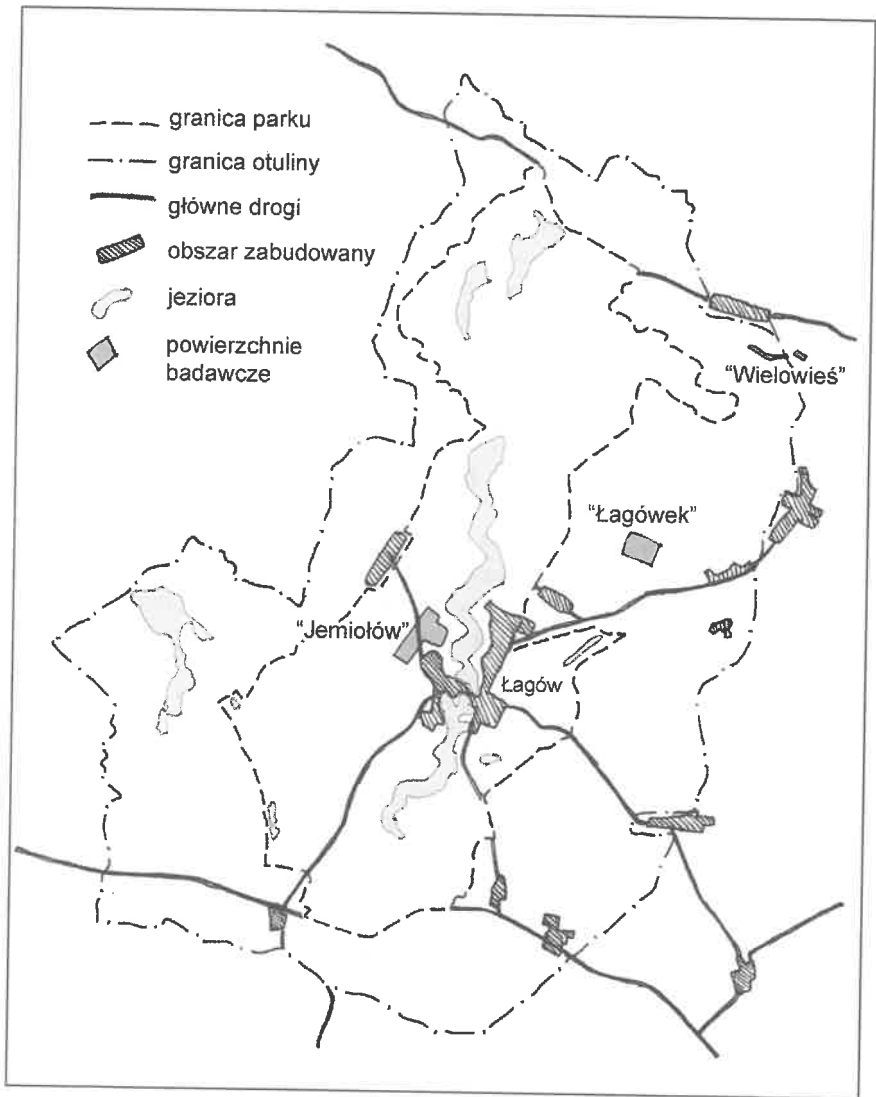 granica parku
granica otuliny
główne drogi
obszar zabudowany
jeziora
powierzchnie
badawcze
"Wielowieś"
"Łagówek"
"Jemiołów"
Łagów